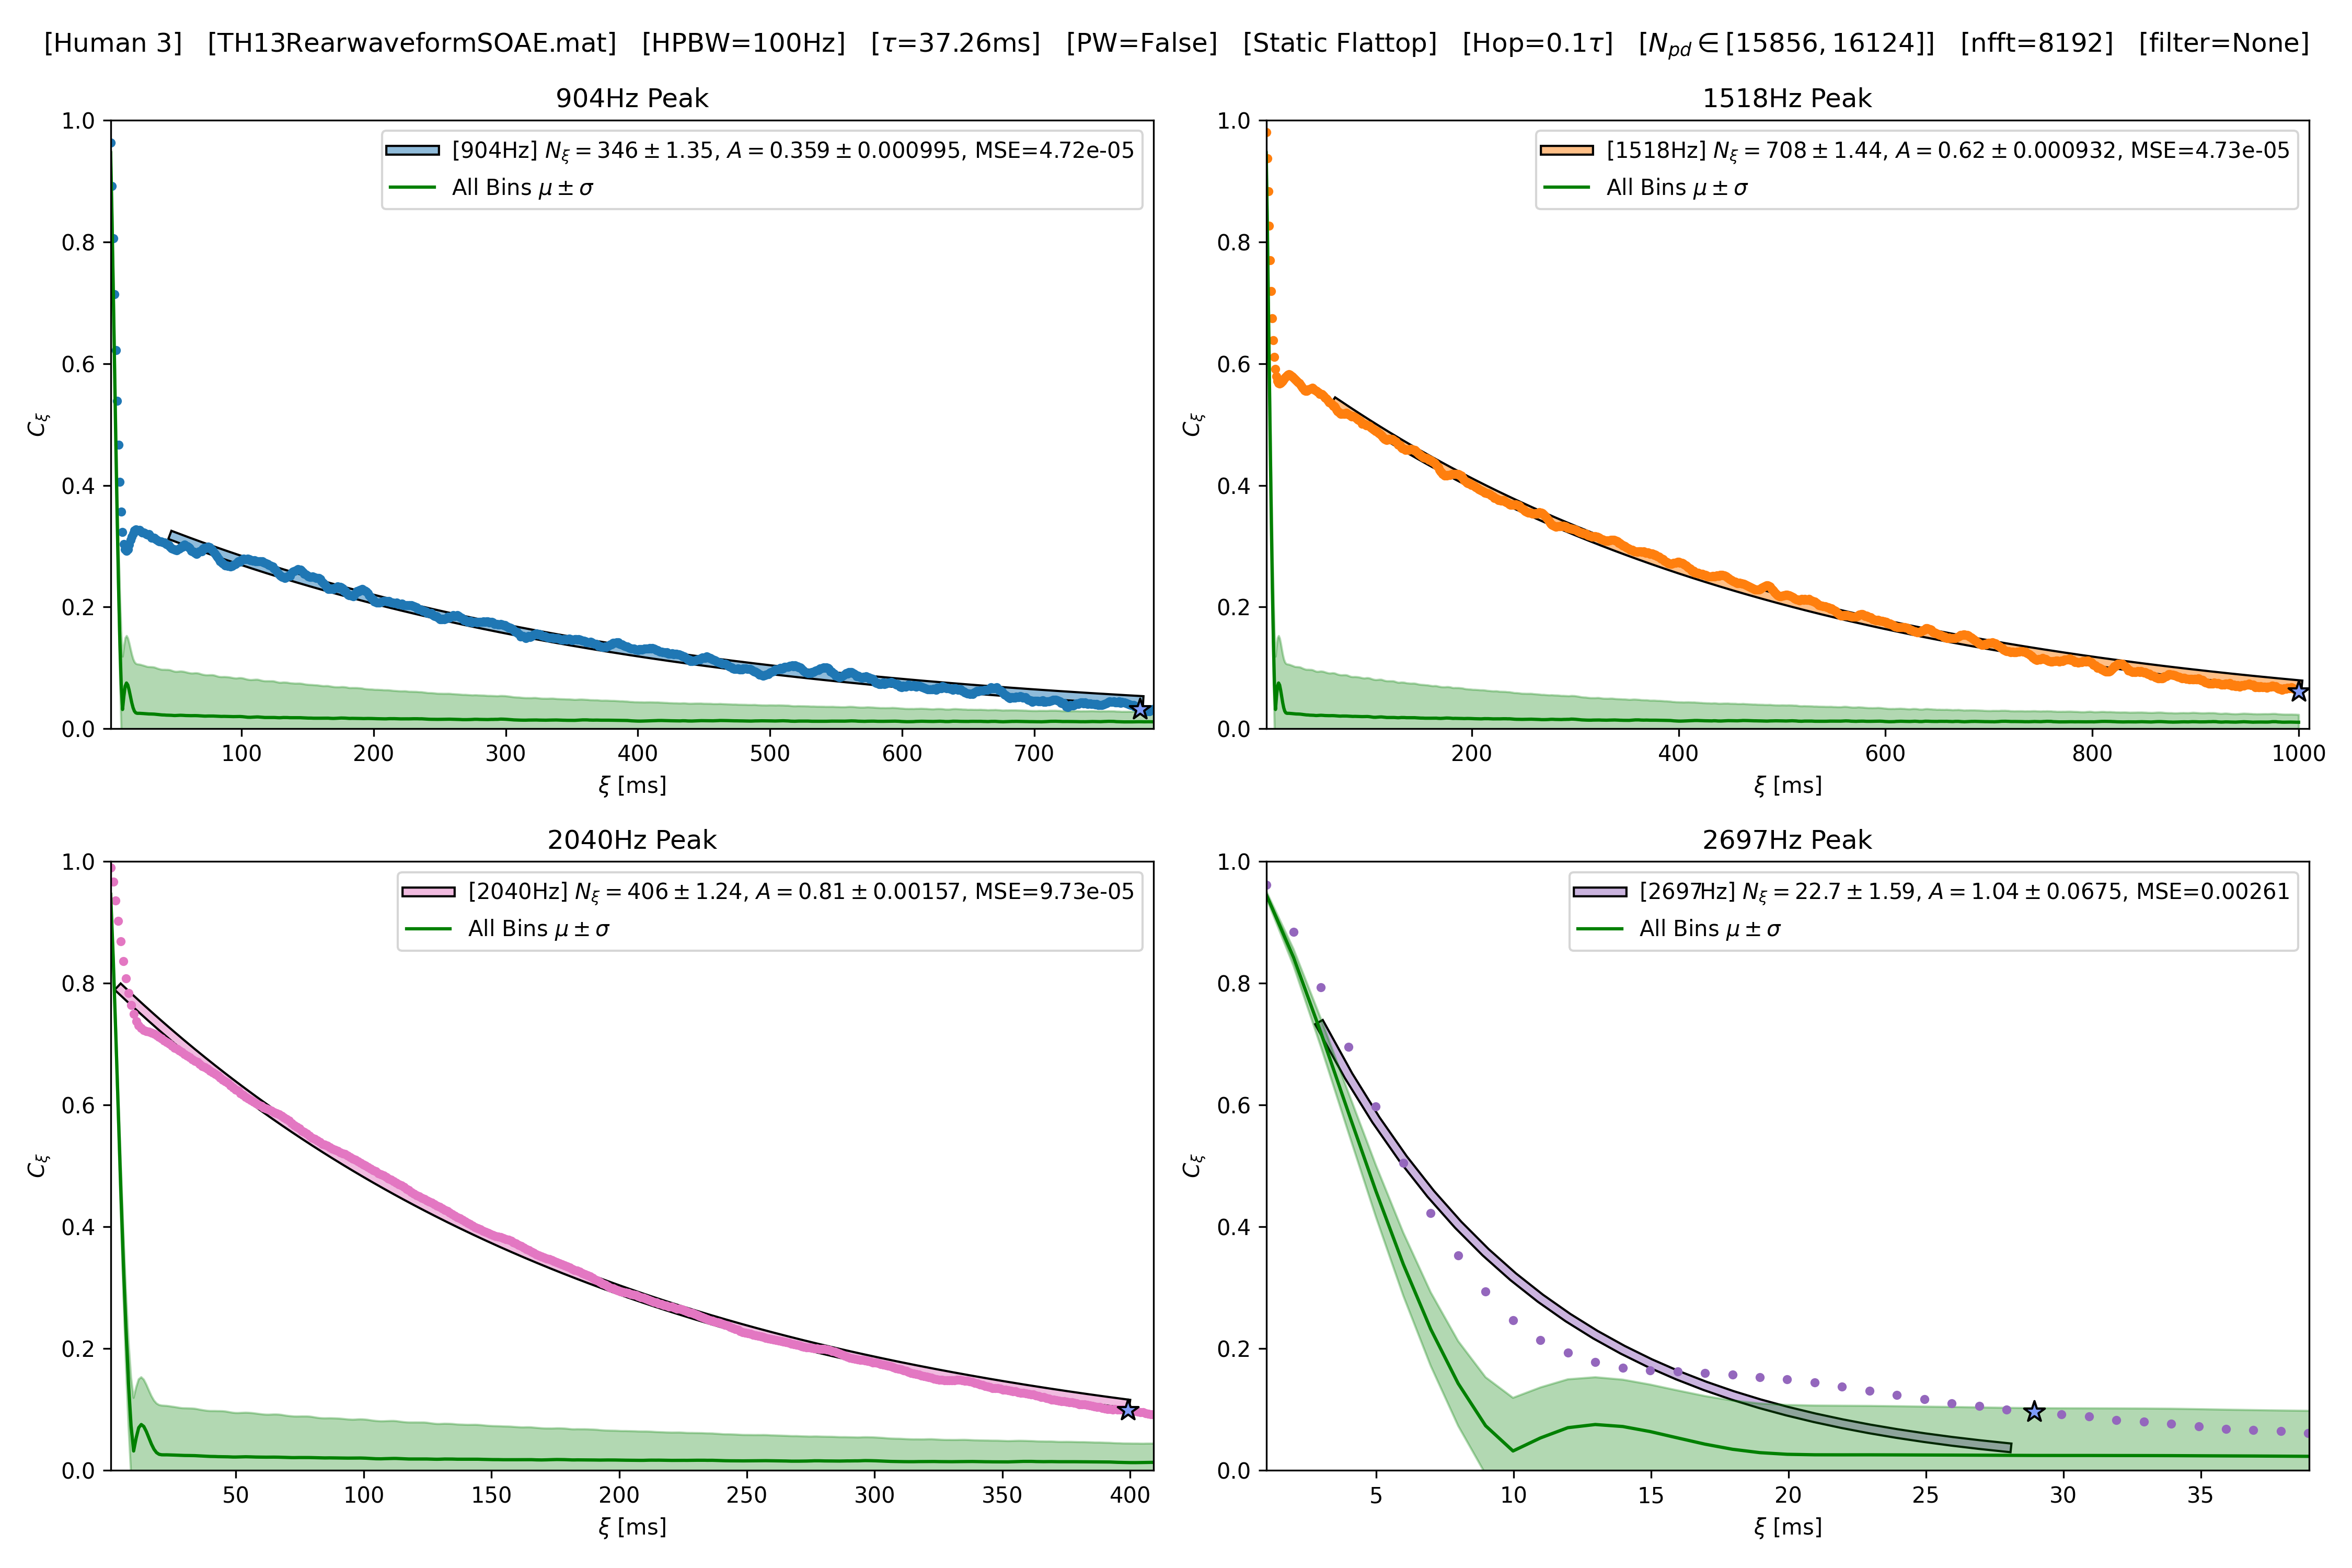 [Human 3] [TH13RearwaveformSOAE.mat] [HPBW=100Hz] [τ=37.26ms] [PW=False] [Static Flattop] [Hop=0.1τ] [N_pd ∈ [15856, 16124]] [nfft=8192] [filter=None]
904Hz Peak
[904Hz] N_ξ = 346 ± 1.35, A = 0.359 ± 0.000995, MSE=4.72e-05
All Bins μ ± σ
1.0
0.8
0.6
0.4
0.2
0.0
C_ξ
100 200 300 400 500 600 700
ξ [ms]
1518Hz Peak
[1518Hz] N_ξ = 708 ± 1.44, A = 0.62 ± 0.000932, MSE=4.73e-05
All Bins μ ± σ
1.0
0.8
0.6
0.4
0.2
0.0
C_ξ
200 400 600 800 1000
ξ [ms]
2040Hz Peak
[2040Hz] N_ξ = 406 ± 1.24, A = 0.81 ± 0.00157, MSE=9.73e-05
All Bins μ ± σ
1.0
0.8
0.6
0.4
0.2
0.0
C_ξ
50 100 150 200 250 300 350 400
ξ [ms]
2697Hz Peak
[2697Hz] N_ξ = 22.7 ± 1.59, A = 1.04 ± 0.0675, MSE=0.00261
All Bins μ ± σ
1.0
0.8
0.6
0.4
0.2
0.0
C_ξ
5 10 15 20 25 30 35
ξ [ms]